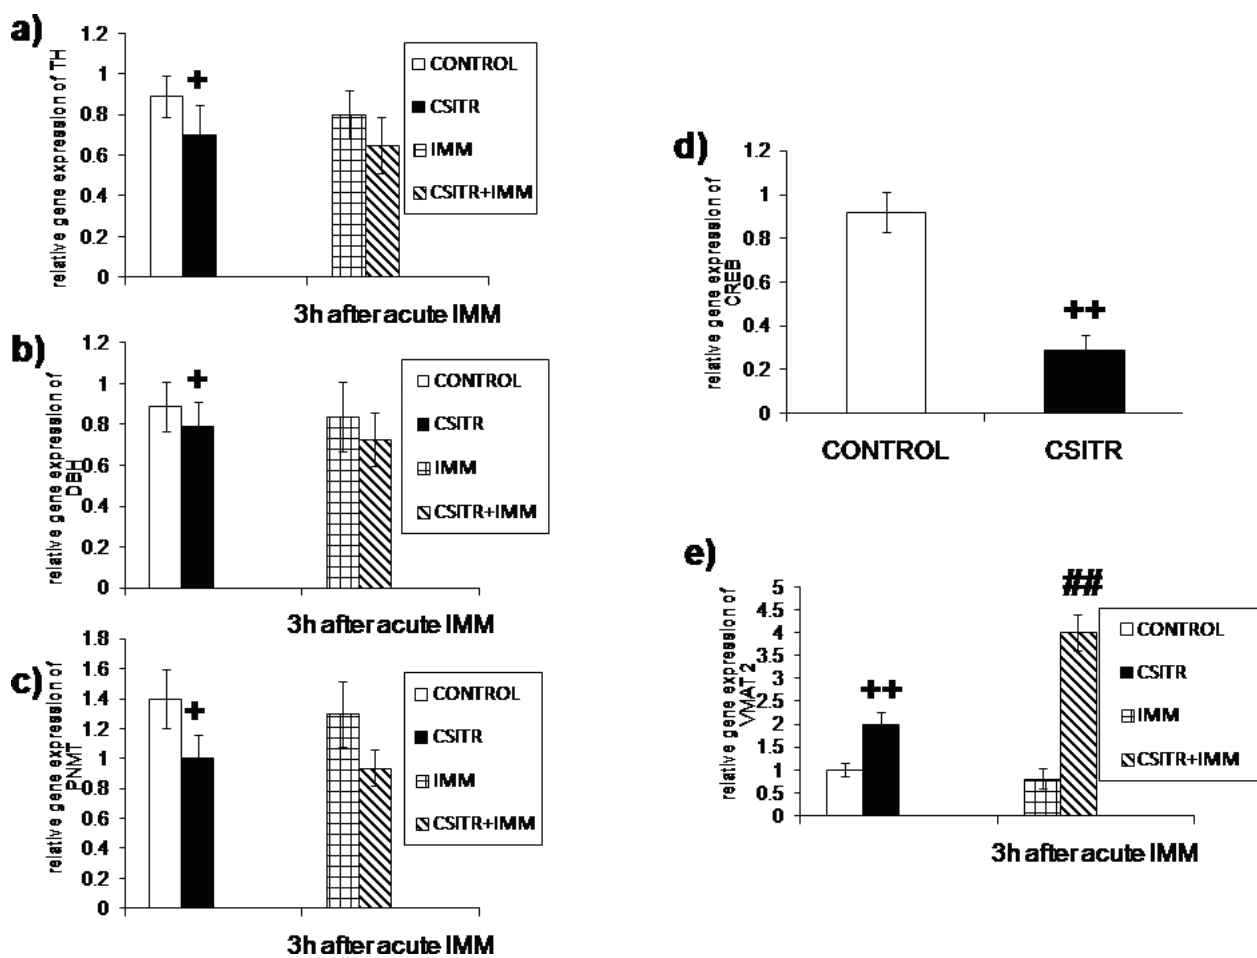 a)
relative gene expression of TH
1.2
1
0.8
0.6
0.4
0.2
0
+
CONTROL
CSITR
IMM
CSITR+IMM
3h after acute IMM
b)
relative gene expression of
DBH
1.2
1
0.8
0.6
0.4
0.2
0
+
CONTROL
CSITR
IMM
CSITR+IMM
3h after acute IMM
c)
relative gene expression of
PNMT
1.8
1.6
1.4
1.2
1
0.8
0.6
0.4
0.2
0
+
CONTROL
CSITR
IMM
CSITR+IMM
3h after acute IMM
d)
relative gene expression of
CREB
1.2
1
0.8
0.6
0.4
0.2
0
++
CONTROL CSITR
e)
relative gene expression of
VMAT 2
5
4.5
4
3.5
3
2.5
2
1.5
1
0.5
0
++
##
CONTROL
CSITR
IMM
CSITR+IMM
3h after acute IMM